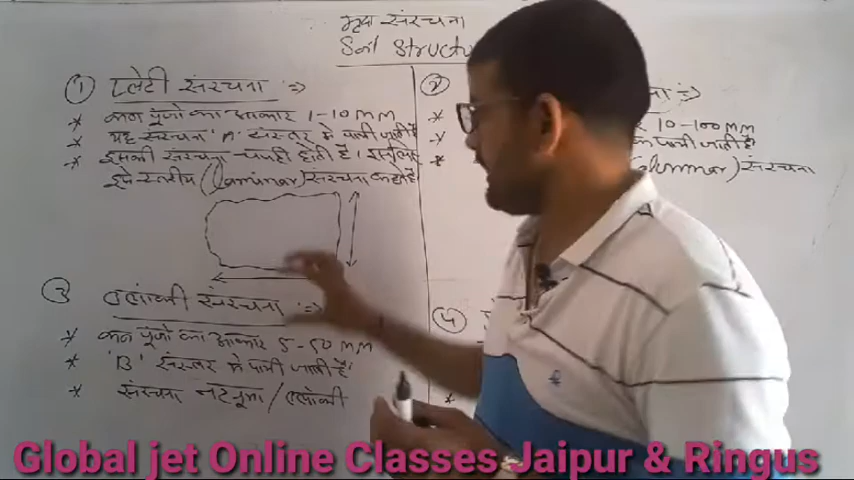 मृदा संरचना
Soil Structu
① प्लेटी संरचना :⇒
* कण पुंजो का आकार 1-10 mm
* यह संरचना 'A' संस्तर मे पायी जाती है
* इसकी संरचना चपटी होती है। इसलिए
इसे स्तरीय (Laminar) संरचना कहते है
②
* 10-100 mm
* पायी जाती है
* (Columnar) संरचना
③ ब्लॉकी संरचना :⇒
* कण पुंजो का आकार 5-50 mm
* 'B' संस्तर मे पायी जाती है
* संरचना नटनुमा / ब्लॉकी
④
*
Global jet Online Classes Jaipur & Ringus